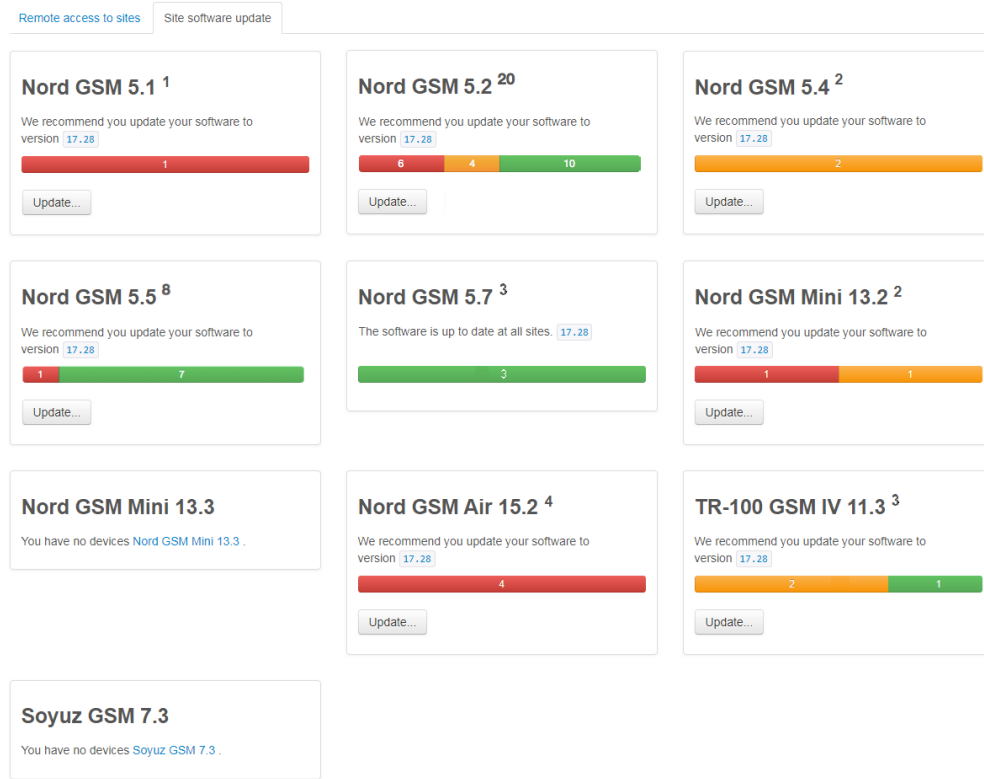 Remote access to sites
Site software update
Nord GSM 5.1 1
We recommend you update your software to
version 17.28
1
Update...
Nord GSM 5.2 20
We recommend you update your software to
version 17.28
6 4 10
Update...
Nord GSM 5.4 2
We recommend you update your software to
version 17.28
2
Update...
Nord GSM 5.5 8
We recommend you update your software to
version 17.28
1 7
Update...
Nord GSM 5.7 3
The software is up to date at all sites. 17.28
3
Nord GSM Mini 13.2 2
We recommend you update your software to
version 17.28
1 1
Update...
Nord GSM Mini 13.3
You have no devices Nord GSM Mini 13.3 .
Nord GSM Air 15.2 4
We recommend you update your software to
version 17.28
4
Update...
TR-100 GSM IV 11.3 3
We recommend you update your software to
version 17.28
2 1
Update...
Soyuz GSM 7.3
You have no devices Soyuz GSM 7.3 .